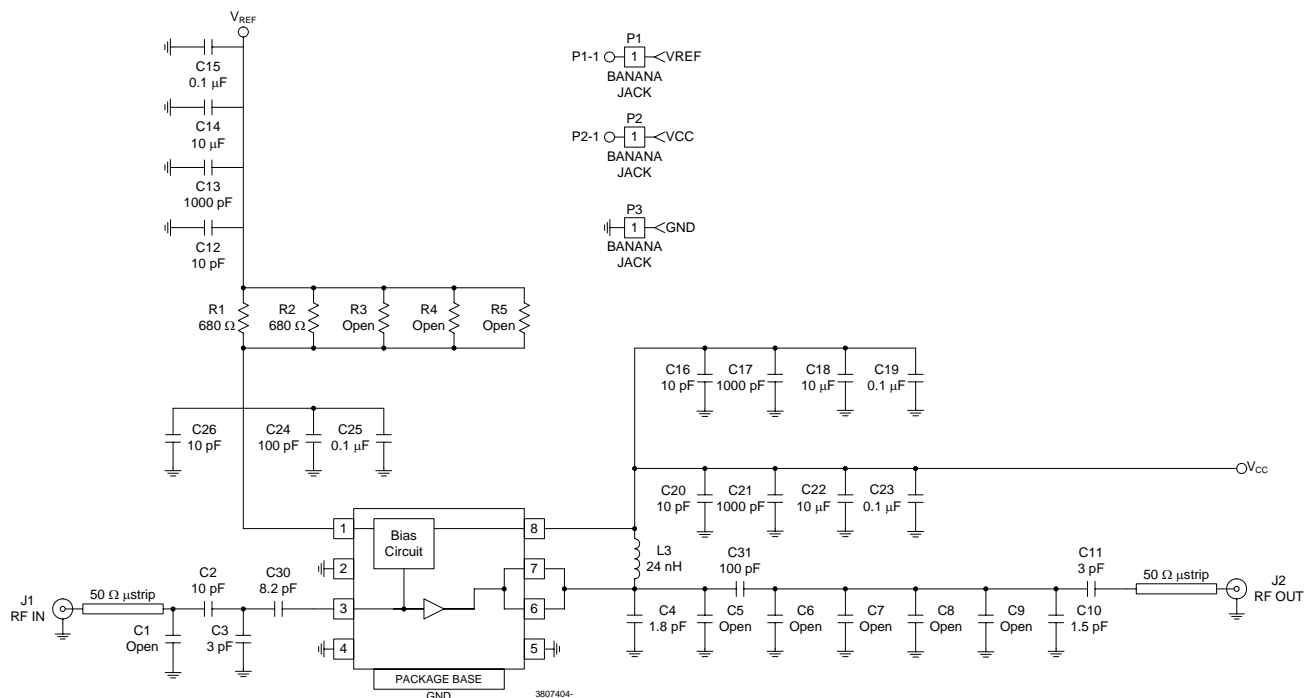 V_REF
C15
0.1 μF
C14
10 μF
C13
1000 pF
C12
10 pF
P1
P1-1
1
VREF
BANANA
JACK
P2
P2-1
1
VCC
BANANA
JACK
P3
1
GND
BANANA
JACK
R1
680 Ω
R2
680 Ω
R3
Open
R4
Open
R5
Open
C16
10 pF
C17
1000 pF
C18
10 μF
C19
0.1 μF
C26
10 pF
C24
100 pF
C25
0.1 μF
V_CC
C20
10 pF
C21
1000 pF
C22
10 μF
C23
0.1 μF
1
Bias
Circuit
8
2
7
3
6
4
5
PACKAGE BASE
GND
3807404-
L3
24 nH
C31
100 pF
C11
3 pF
J1
RF IN
50 Ω μstrip
C2
10 pF
C30
8.2 pF
C1
Open
C3
3 pF
C4
1.8 pF
C5
Open
C6
Open
C7
Open
C8
Open
C9
Open
C10
1.5 pF
50 Ω μstrip
J2
RF OUT